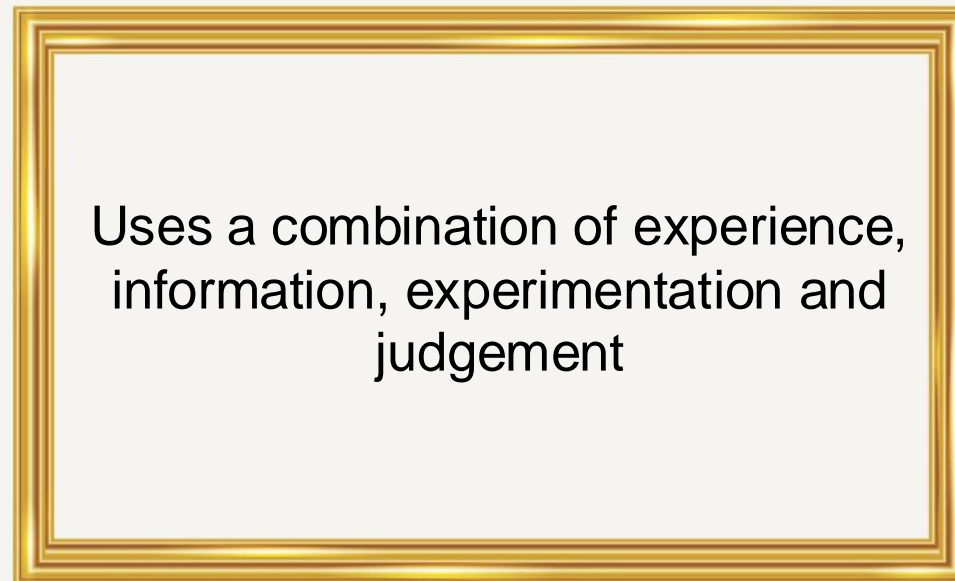 Uses a combination of experience,
information, experimentation and
judgement